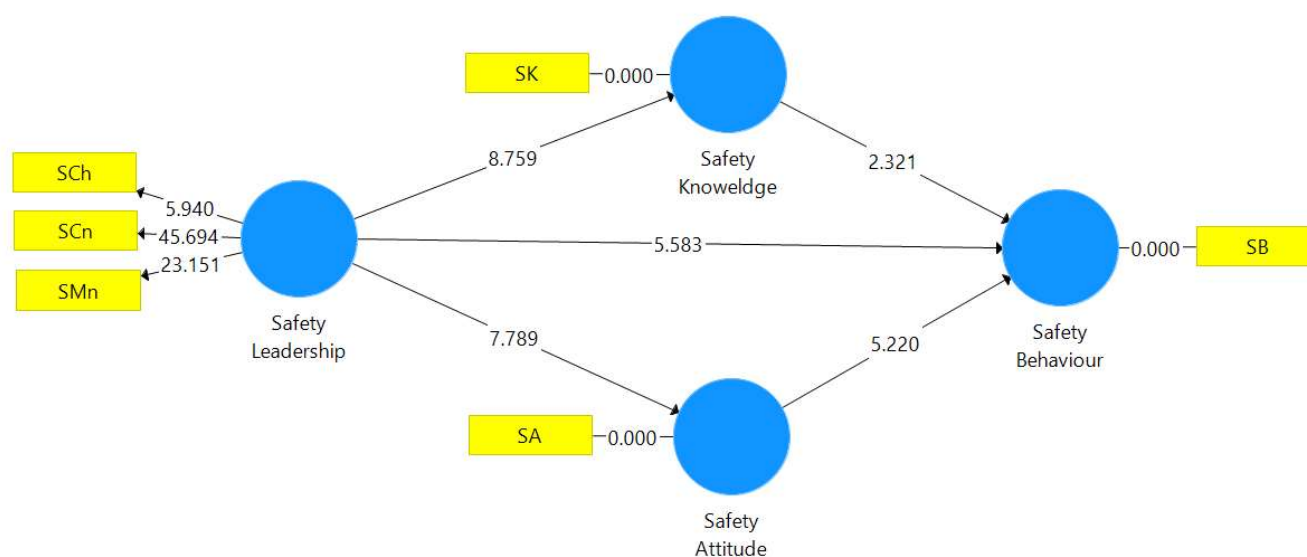 SK
0.000
Safety
Knoweldge
8.759
2.321
SCh
5.940
SCn
45.694
SMn
23.151
Safety
Leadership
5.583
0.000
SB
Safety
Behaviour
7.789
5.220
SA
0.000
Safety
Attitude